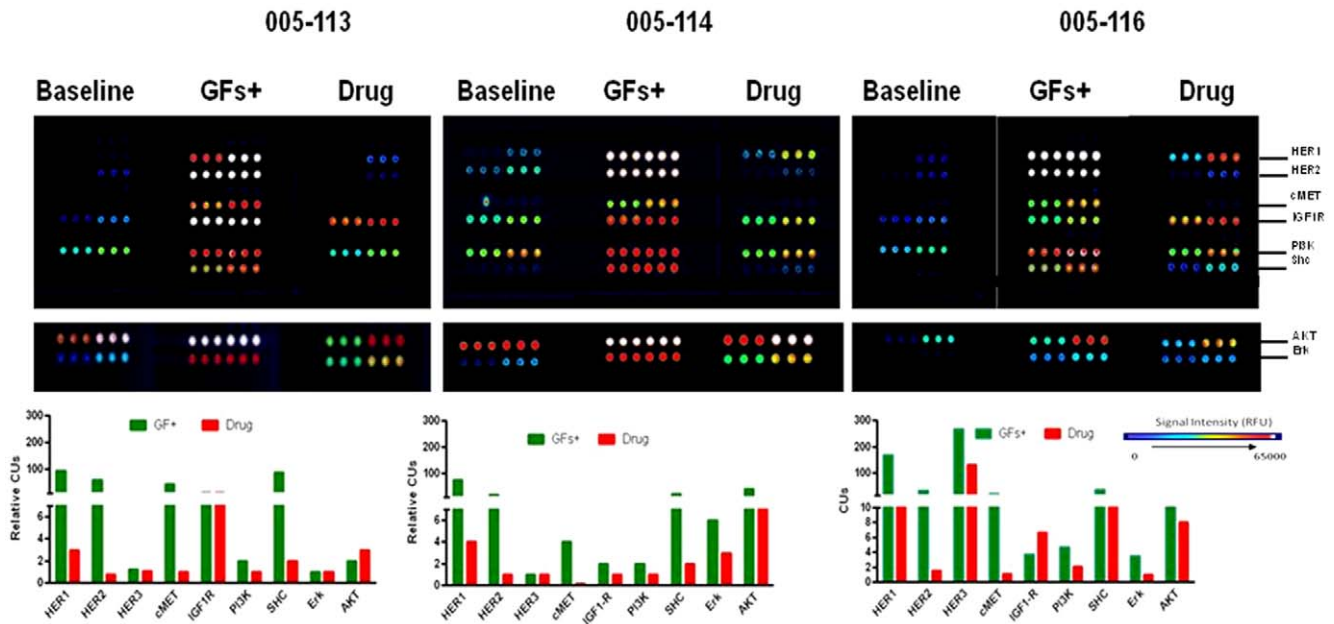 005-113 005-114 005-116
Baseline GFs+ Drug Baseline GFs+ Drug Baseline GFs+ Drug
HER1
HER2
cMET
IGF1R
PI3K
Shc
AKT
Erk
300
200
100
6
4
2
0
Relative CUs
GF+ Drug
HER1 HER2 HER3 cMET IGF1R PI3K SHC Erk AKT
300
200
100
6
4
2
0
Relative CUs
GFs+ Drug
HER1 HER2 HER3 cMET IGF1-R PI3K SHC Erk AKT
300
200
100
10
8
6
4
2
0
CUs
GFs+ Drug
HER1 HER2 HER3 cMET IGF1-R PI3K SHC Erk AKT
Signal Intensity (RFU)
0 65000